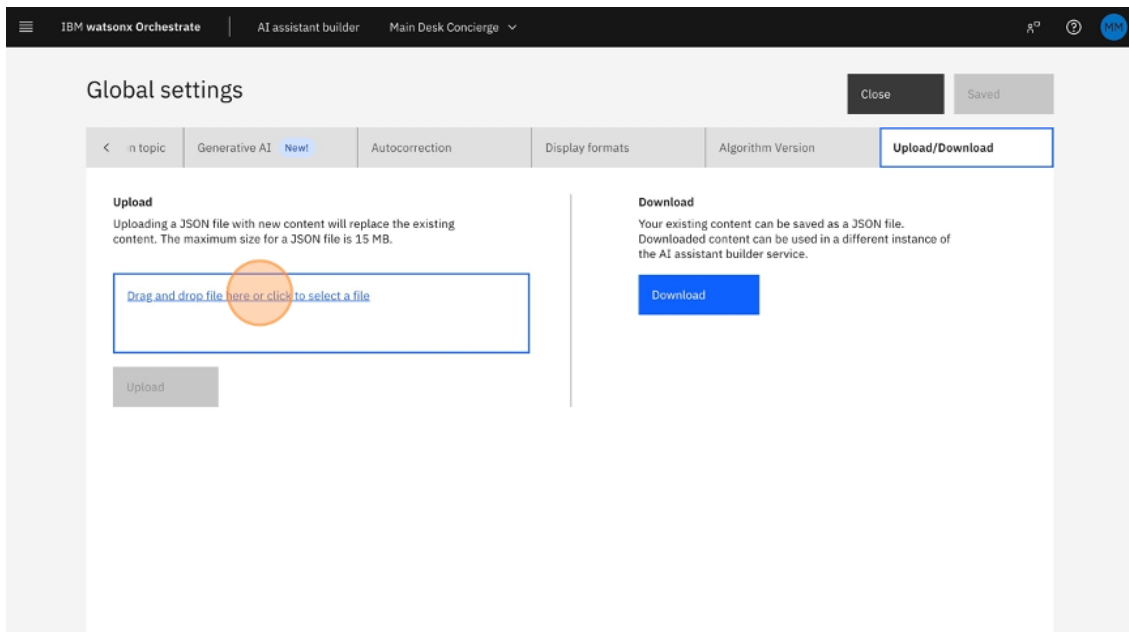 IBM watsonx Orchestrate AI assistant builder Main Desk Concierge MM
Global settings
Close Saved
n topic Generative AI New! Autocorrection Display formats Algorithm Version Upload/Download
Upload
Uploading a JSON file with new content will replace the existing
content. The maximum size for a JSON file is 15 MB.
Drag and drop file here or click to select a file
Upload
Download
Your existing content can be saved as a JSON file.
Downloaded content can be used in a different instance of
the AI assistant builder service.
Download